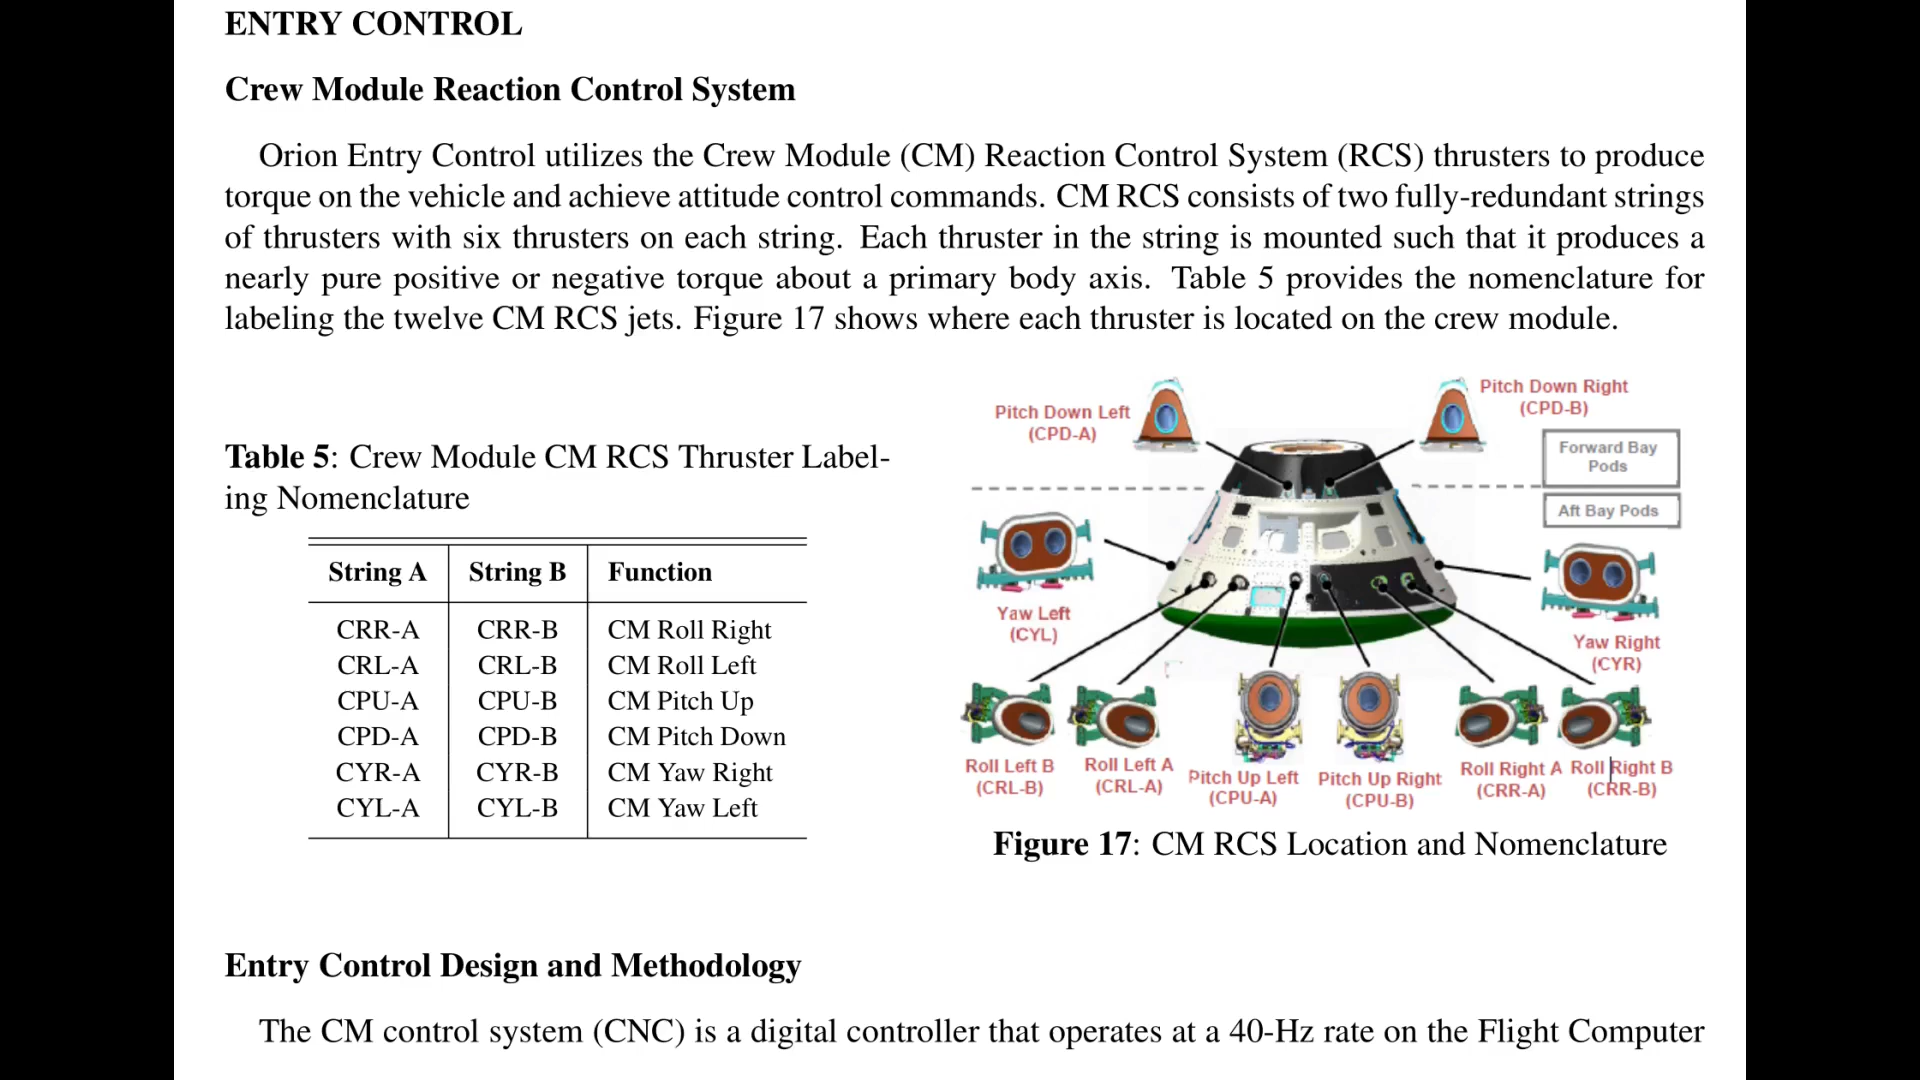 ENTRY CONTROL
Crew Module Reaction Control System
Orion Entry Control utilizes the Crew Module (CM) Reaction Control System (RCS) thrusters to produce
torque on the vehicle and achieve attitude control commands. CM RCS consists of two fully-redundant strings
of thrusters with six thrusters on each string. Each thruster in the string is mounted such that it produces a
nearly pure positive or negative torque about a primary body axis. Table 5 provides the nomenclature for
labeling the twelve CM RCS jets. Figure 17 shows where each thruster is located on the crew module.
Table 5: Crew Module CM RCS Thruster Label-
ing Nomenclature
String A String B Function
CRR-A CRR-B CM Roll Right
CRL-A CRL-B CM Roll Left
CPU-A CPU-B CM Pitch Up
CPD-A CPD-B CM Pitch Down
CYR-A CYR-B CM Yaw Right
CYL-A CYL-B CM Yaw Left
Pitch Down Left
(CPD-A)
Pitch Down Right
(CPD-B)
Forward Bay
Pods
Aft Bay Pods
Yaw Left
(CYL)
Yaw Right
(CYR)
Roll Left B
(CRL-B)
Roll Left A
(CRL-A)
Pitch Up Left
(CPU-A)
Pitch Up Right
(CPU-B)
Roll Right A
(CRR-A)
Roll Right B
(CRR-B)
Figure 17: CM RCS Location and Nomenclature
Entry Control Design and Methodology
The CM control system (CNC) is a digital controller that operates at a 40-Hz rate on the Flight Computer